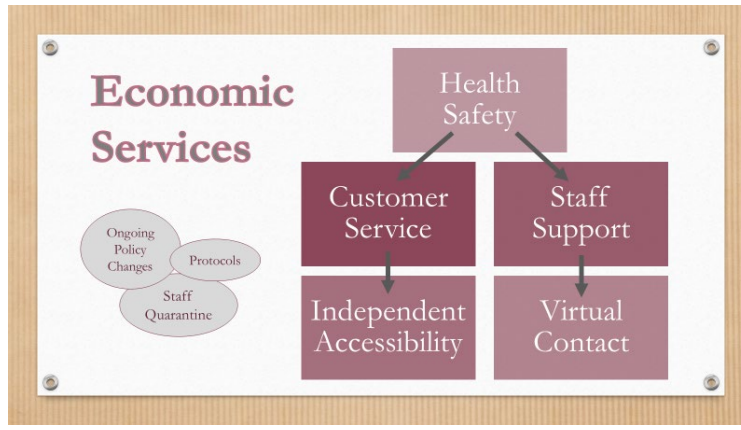 Economic
Services
Health
Safety
Customer
Service
Staff
Support
Independent
Accessibility
Virtual
Contact
Ongoing
Policy
Changes
Protocols
Staff
Quarantine